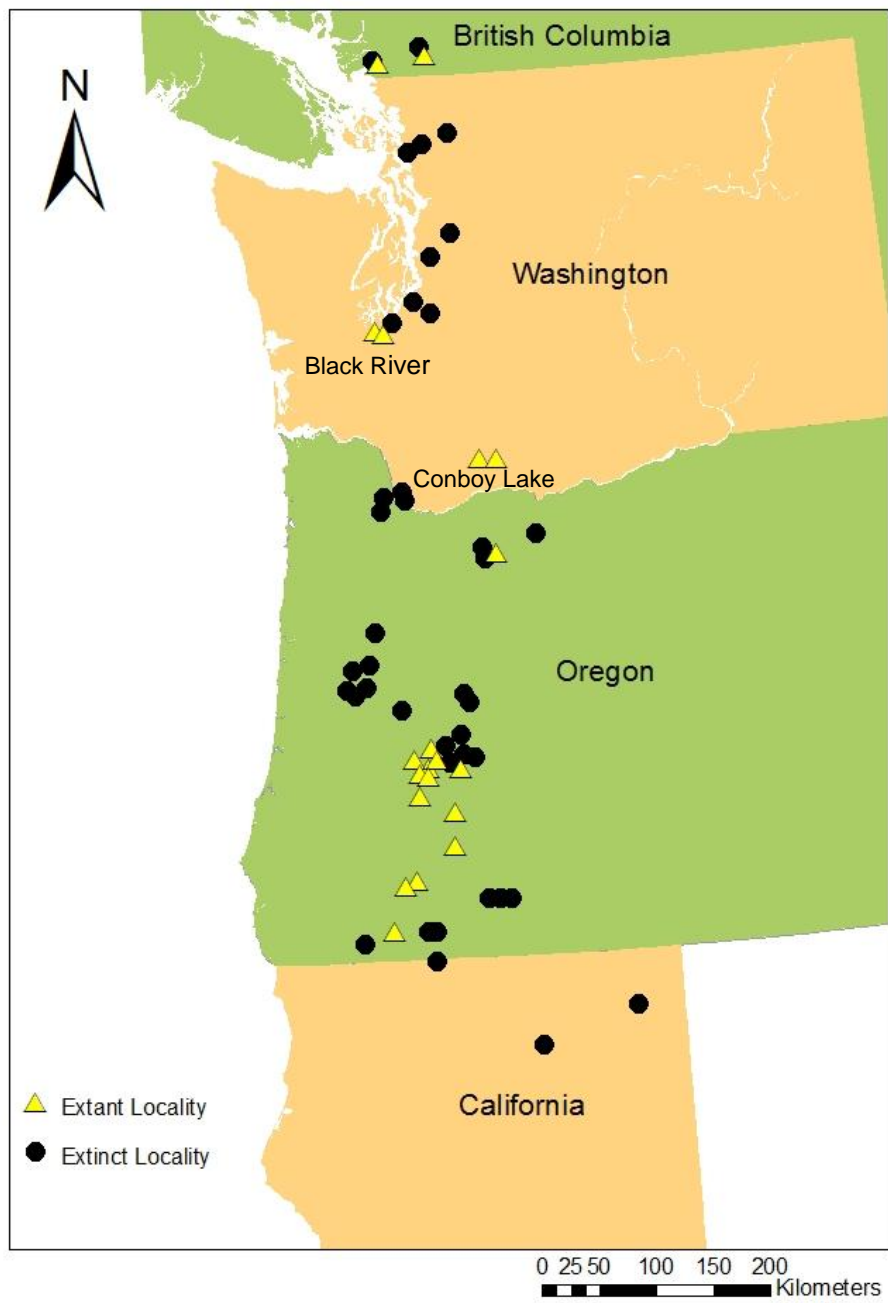 British Columbia
N
Washington
Black River
Conboy Lake
Oregon
Extant Locality
California
Extinct Locality
0 25 50 100 150 200
Kilometers